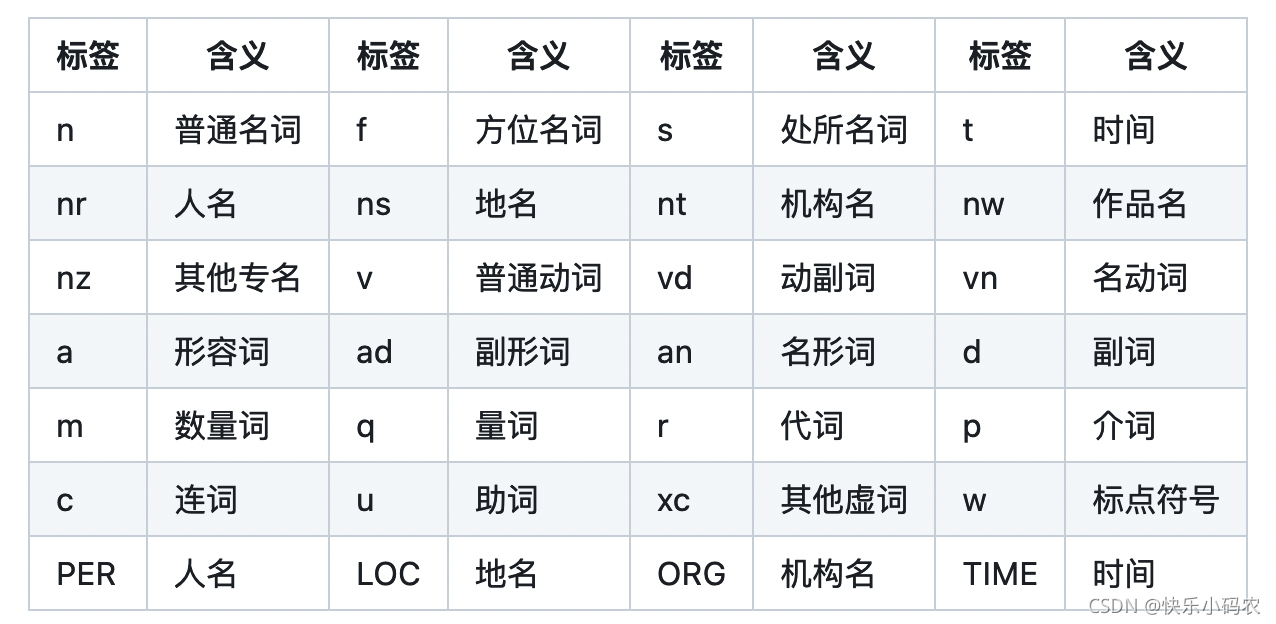 标签 含义 标签 含义 标签 含义 标签 含义
n 普通名词 f 方位名词 s 处所名词 t 时间
nr 人名 ns 地名 nt 机构名 nw 作品名
nz 其他专名 v 普通动词 vd 动副词 vn 名动词
a 形容词 ad 副形词 an 名形词 d 副词
m 数量词 q 量词 r 代词 p 介词
c 连词 u 助词 xc 其他虚词 w 标点符号
PER 人名 LOC 地名 ORG 机构名 TIME 时间
CSDN @快乐小码农